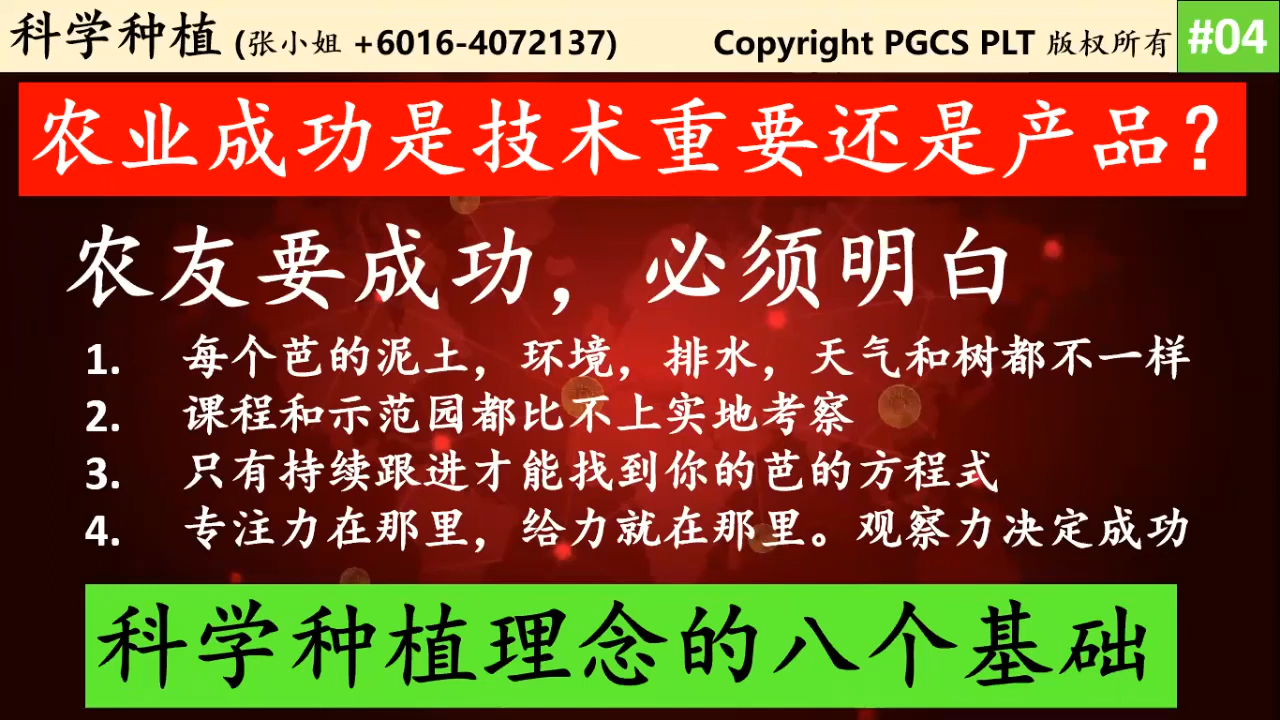 科学种植 (张小姐 +6016-4072137) Copyright PGCS PLT 版权所有 #04
农业成功是技术重要还是产品？
农友要成功，必须明白
1. 每个芭的泥土，环境，排水，天气和树都不一样
2. 课程和示范园都比不上实地考察
3. 只有持续跟进才能找到你的芭的方程式
4. 专注力在那里，给力就在那里。观察力决定成功
科学种植理念的八个基础